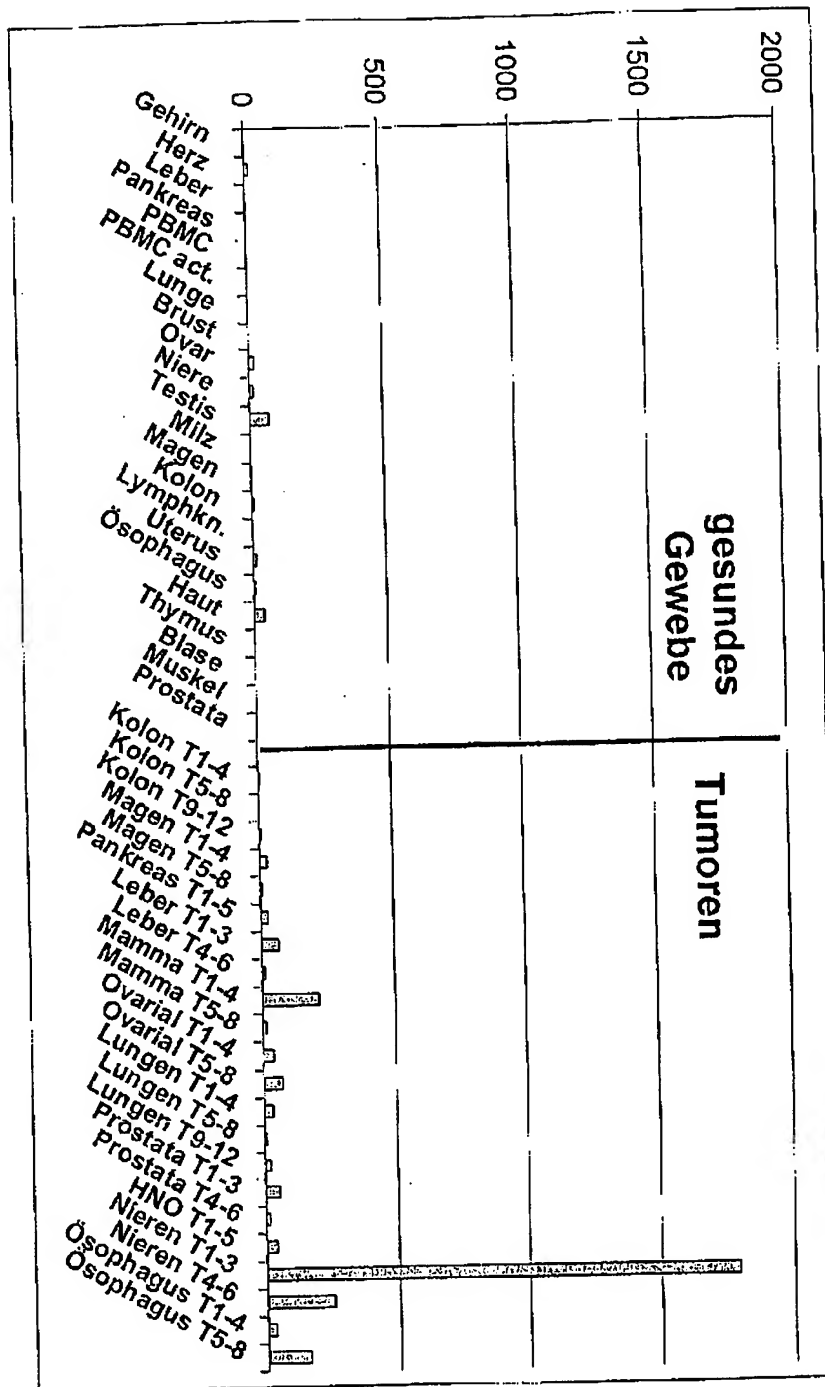 2000
1500
1000
500
0
gesundes
Gewebe
Tumoren
Gehirn
Herz
Leber
Pankreas
PBMC
PBMC act.
Lunge
Brust
Ovar
Niere
Testis
Milz
Magen
Kolon
Lymphkn.
Uterus
Ösophagus
Haut
Thymus
Blase
Muskel
Prostata
Kolon T1-4
Kolon T5-8
Kolon T9-12
Magen T1-4
Magen T5-8
Pankreas T1-5
Leber T1-3
Leber T4-6
Mamma T1-4
Mamma T5-8
Ovarial T1-4
Ovarial T5-8
Lungen T1-4
Lungen T5-8
Lungen T9-12
Prostata T1-3
Prostata T4-6
HNO T1-5
Nieren T1-3
Nieren T4-6
Ösophagus T1-4
Ösophagus T5-8